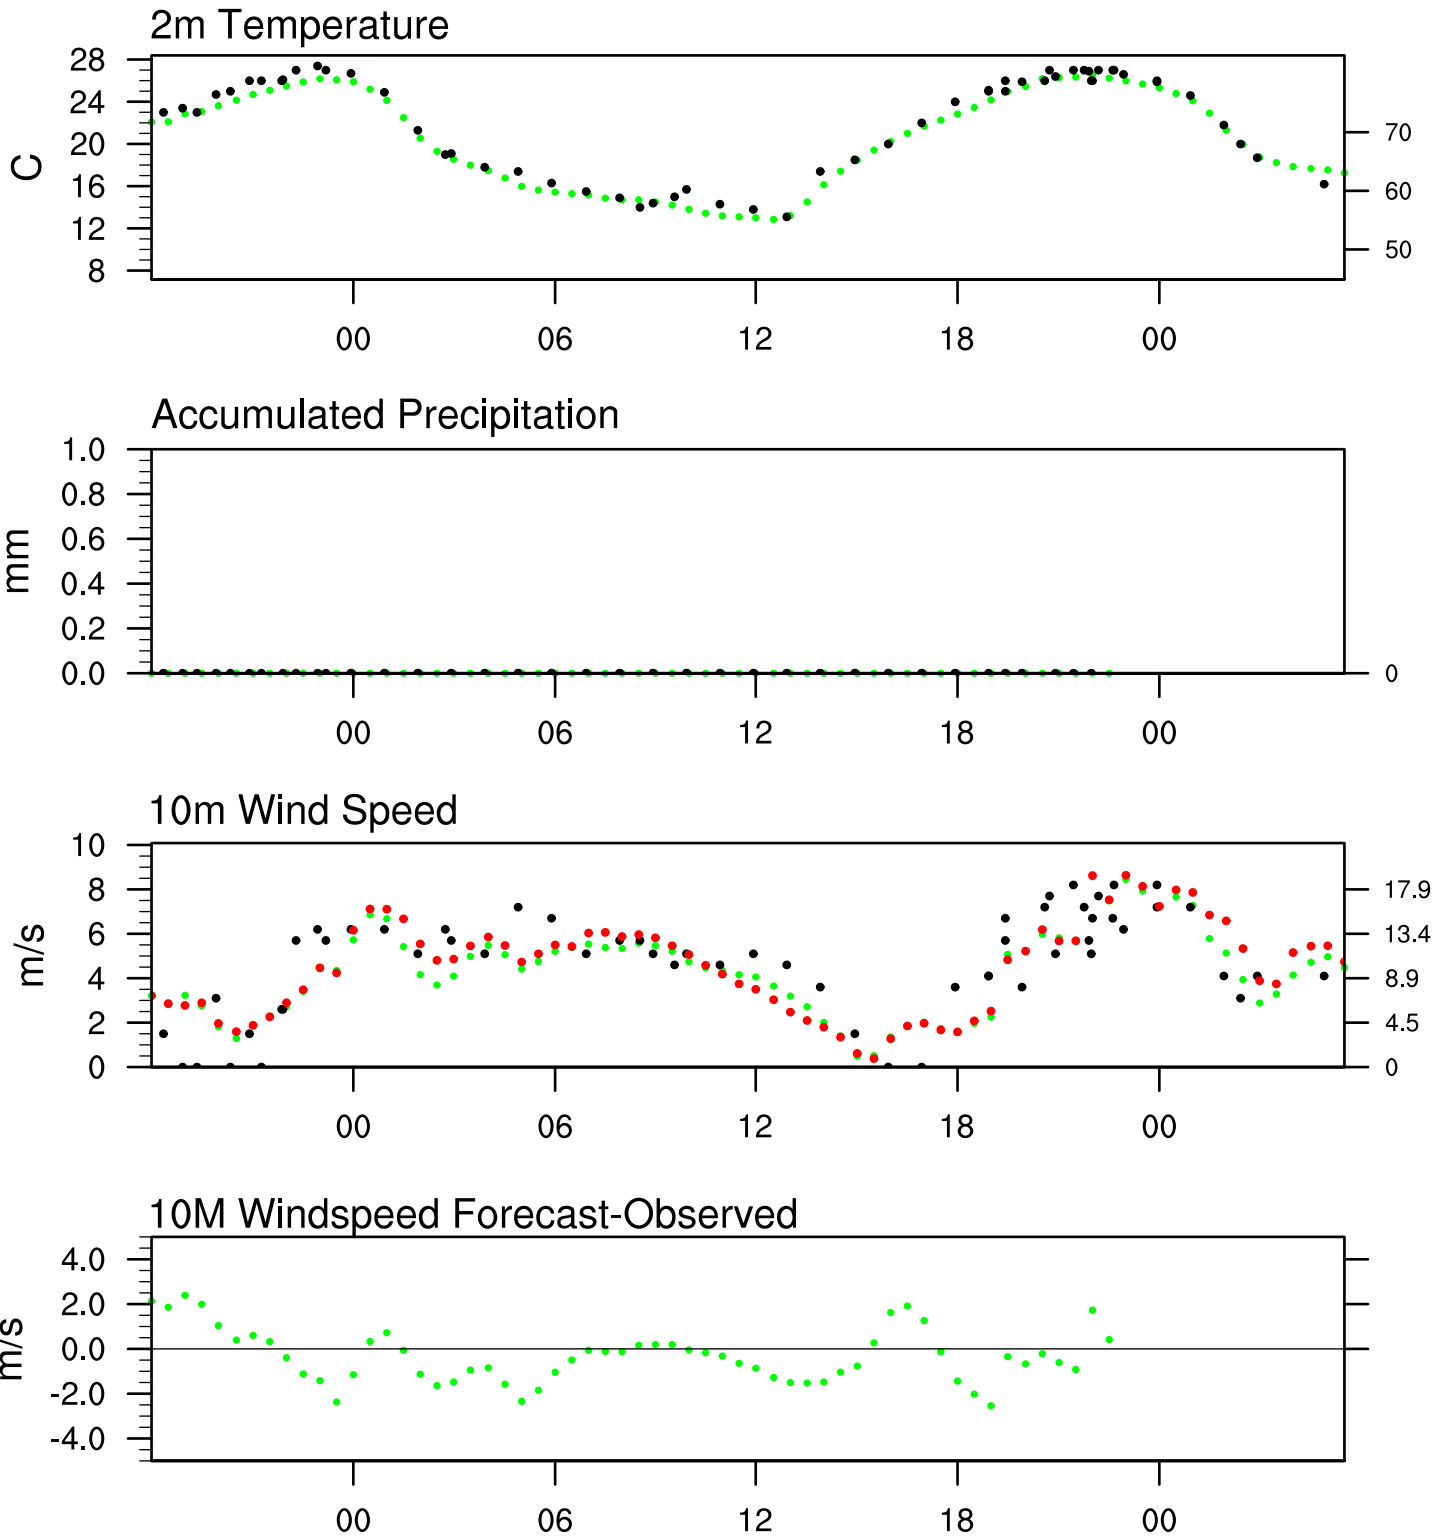 2m Temperature
28
24
20
16
12
8
C
70
60
50
00 06 12 18 00
Accumulated Precipitation
1.0
0.8
0.6
0.4
0.2
0.0
mm
0
00 06 12 18 00
10m Wind Speed
10
8
6
4
2
0
m/s
17.9
13.4
8.9
4.5
0
00 06 12 18 00
10M Windspeed Forecast-Observed
4.0
2.0
0.0
-2.0
-4.0
m/s
00 06 12 18 00